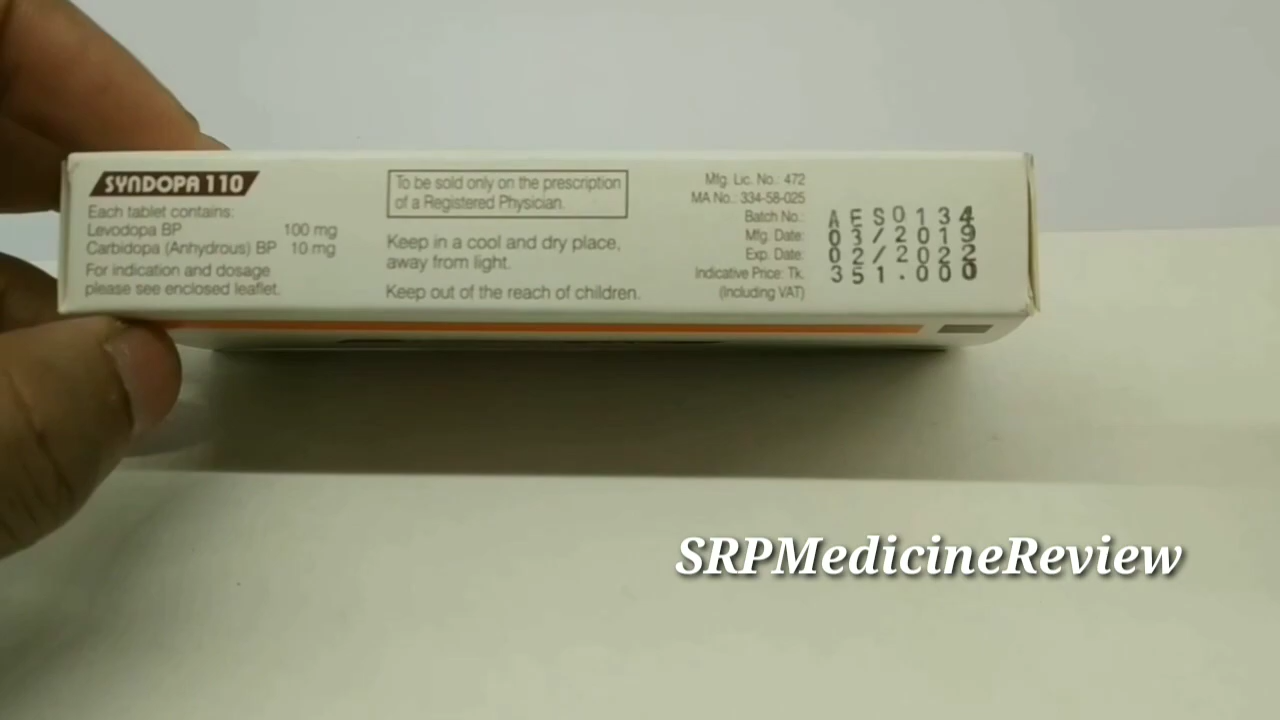 SYNDOPA 110
Each tablet contains:
Levodopa BP 100 mg
Carbidopa (Anhydrous) BP 10 mg
For indication and dosage
please see enclosed leaflet.
To be sold only on the prescription
of a Registered Physician.
Keep in a cool and dry place,
away from light.
Keep out of the reach of children.
Mfg. Lic. No.: 472
MA No.: 334-58-025
Batch No.: AES0134
Mfg. Date: 03/2019
Exp. Date: 02/2022
Indicative Price: Tk. 351.000
(Including VAT)
SRPMedicineReview